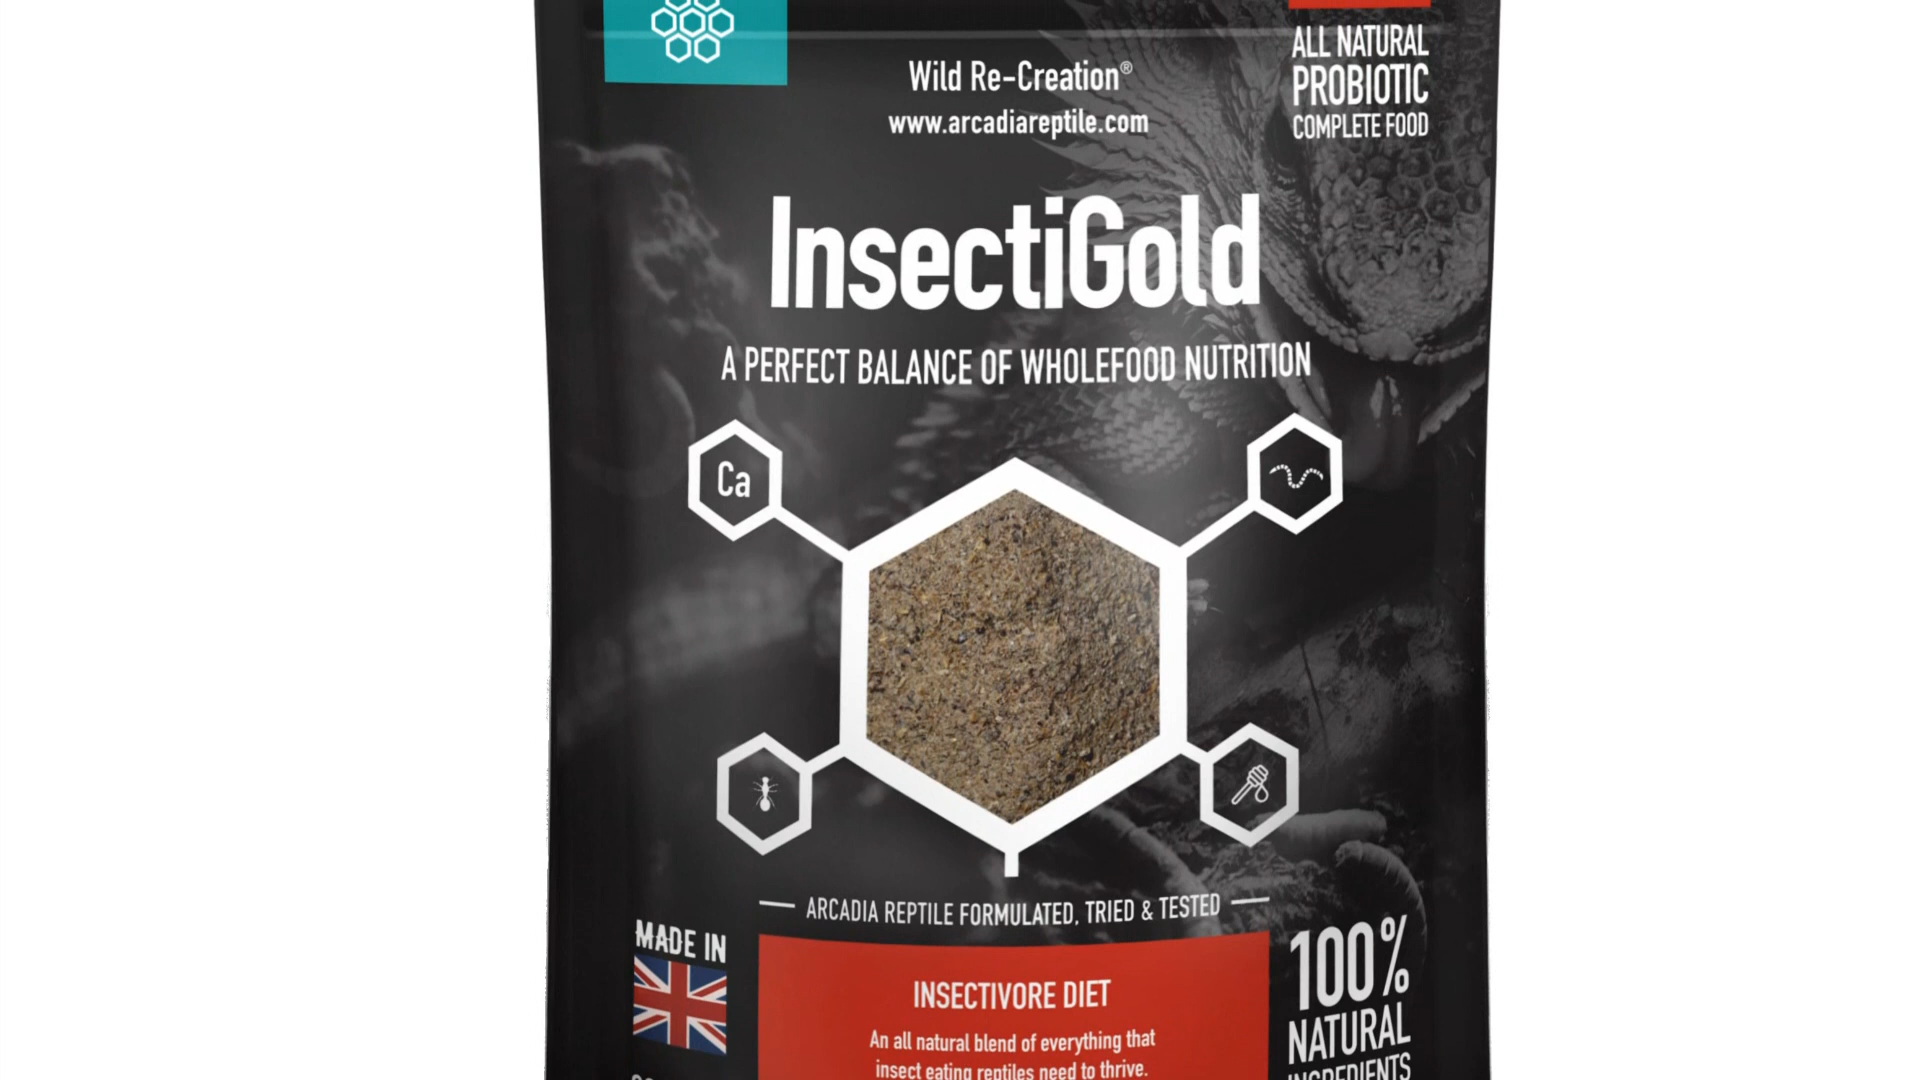 Wild Re-Creation®
www.arcadiareptile.com
ALL NATURAL
PROBIOTIC
COMPLETE FOOD
InsectiGold
A PERFECT BALANCE OF WHOLEFOOD NUTRITION
Ca
ARCADIA REPTILE FORMULATED, TRIED & TESTED
MADE IN
INSECTIVORE DIET
An all natural blend of everything that
insect eating reptiles need to thrive.
100%
NATURAL
INGREDIENTS